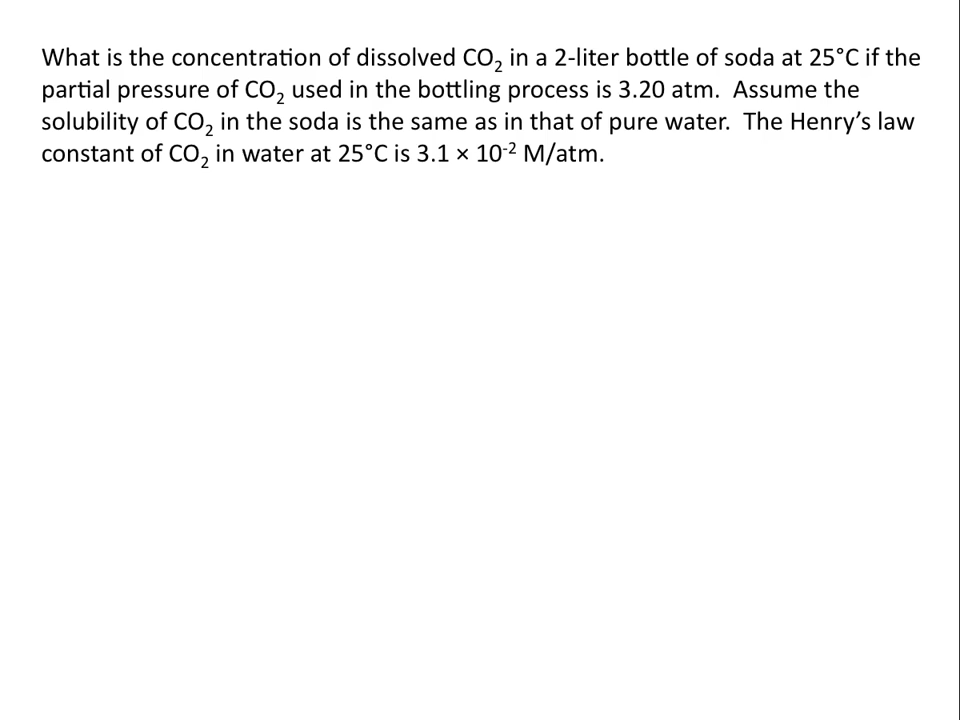 What is the concentration of dissolved CO₂ in a 2-liter bottle of soda at 25°C if the
partial pressure of CO₂ used in the bottling process is 3.20 atm.  Assume the
solubility of CO₂ in the soda is the same as in that of pure water.  The Henry’s law
constant of CO₂ in water at 25°C is 3.1 × 10⁻² M/atm.